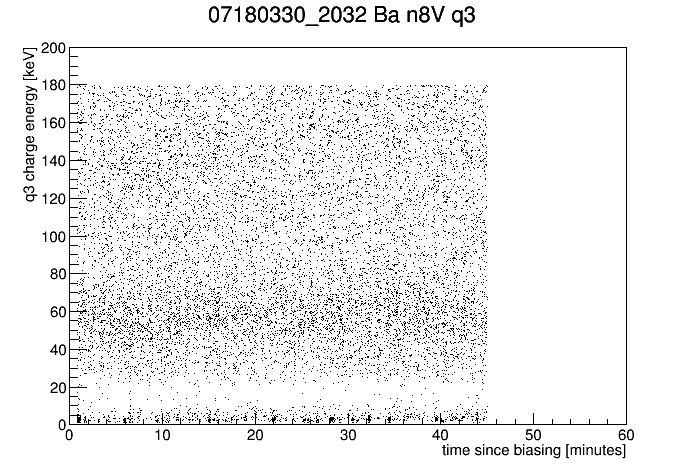 07180330_2032 Ba n8V q3
q3 charge energy [keV]
200
180
160
140
120
100
80
60
40
20
0
0 10 20 30 40 50 60
time since biasing [minutes]